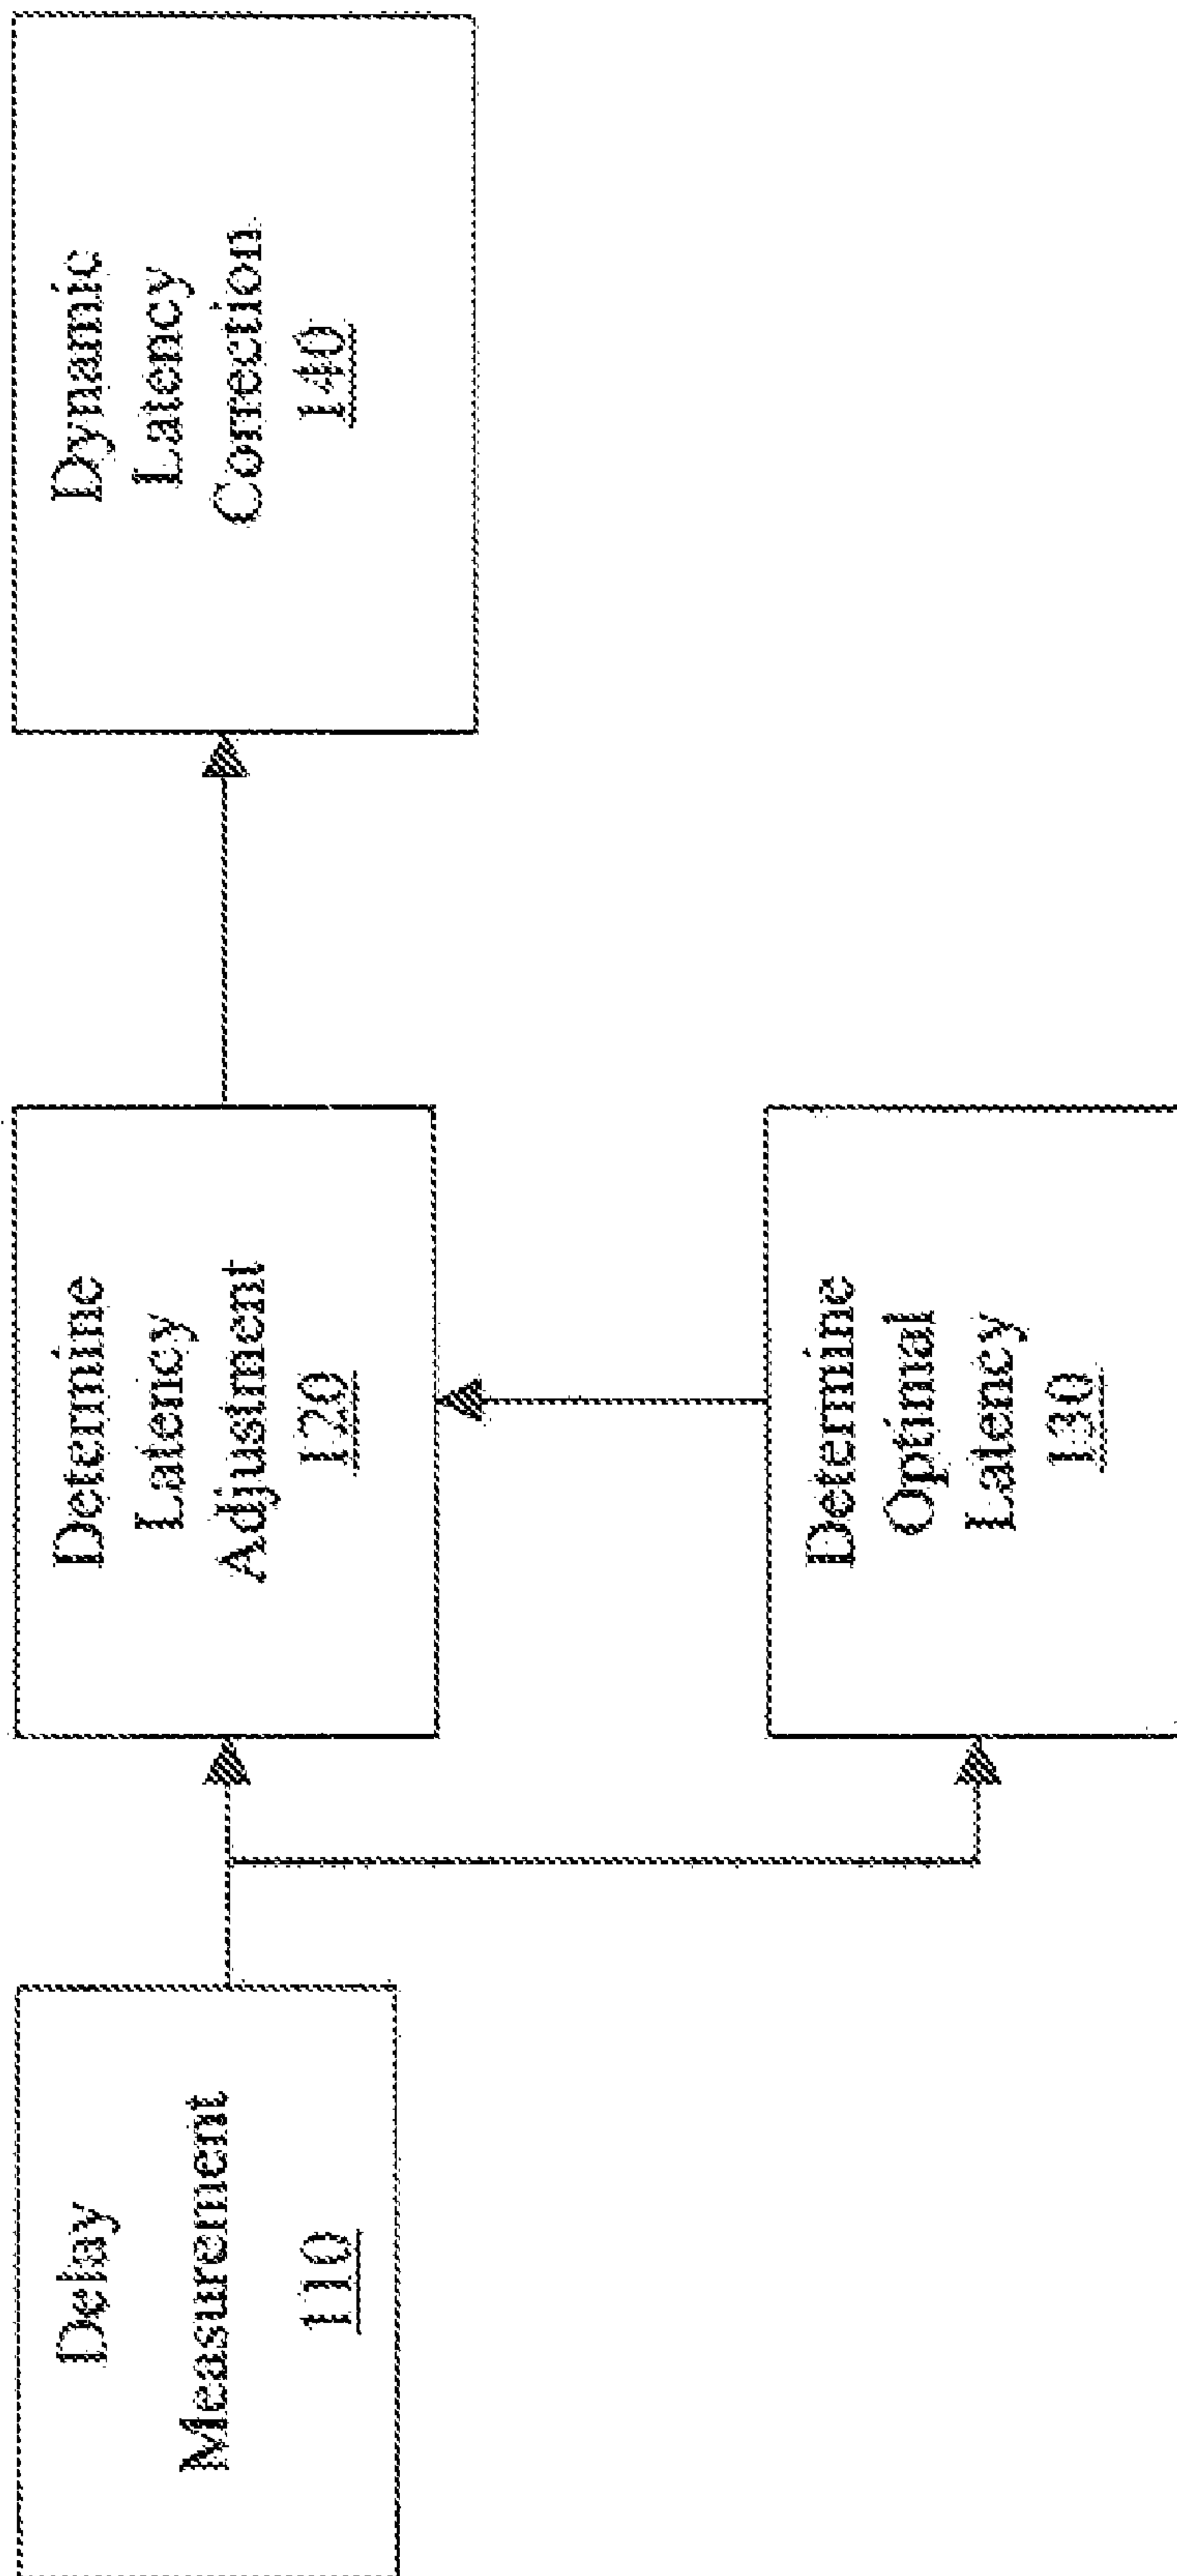 Delay
Measurement
110
Determine
Latency
Adjustment
120
Determine
Optimal
Latency
130
Dynamic
Latency
Correction
140